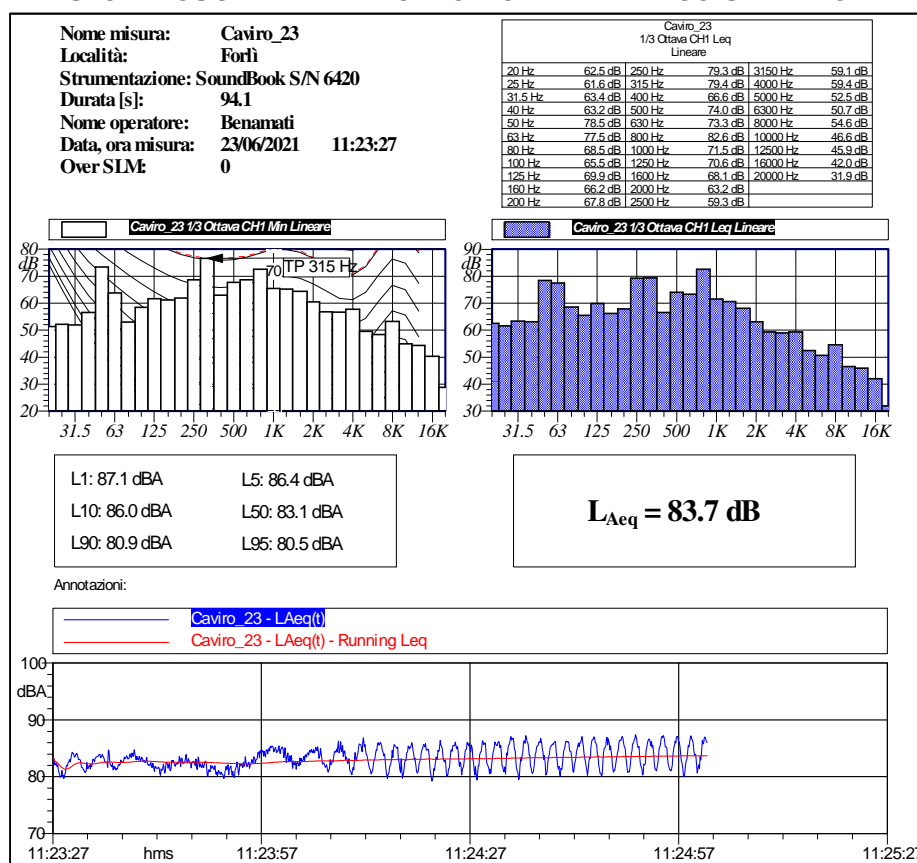 Nome misura: Caviro_23
Località: Forlì
Strumentazione: SoundBook S/N 6420
Durata [s]: 94.1
Nome operatore: Benamati
Data, ora misura: 23/06/2021 11:23:27
Over SLM: 0
Caviro_23
1/3 Ottava CH1 Leq
Lineare
20 Hz 62.5 dB 250 Hz 79.3 dB 3150 Hz 59.1 dB
25 Hz 61.6 dB 315 Hz 79.4 dB 4000 Hz 59.4 dB
31.5 Hz 63.4 dB 400 Hz 66.6 dB 5000 Hz 52.5 dB
40 Hz 63.2 dB 500 Hz 74.0 dB 6300 Hz 50.7 dB
50 Hz 78.5 dB 630 Hz 73.3 dB 8000 Hz 54.6 dB
63 Hz 77.5 dB 800 Hz 82.6 dB 10000 Hz 46.6 dB
80 Hz 68.5 dB 1000 Hz 71.5 dB 12500 Hz 45.9 dB
100 Hz 65.5 dB 1250 Hz 70.6 dB 16000 Hz 42.0 dB
125 Hz 69.9 dB 1600 Hz 68.1 dB 20000 Hz 31.9 dB
160 Hz 66.2 dB 2000 Hz 63.2 dB
200 Hz 67.8 dB 2500 Hz 59.3 dB
Caviro_23 1/3 Ottava CH1 Min Lineare
80
dB
70
60
50
40
30
20
70
TP 315 Hz
31.5 63 125 250 500 1K 2K 4K 8K 16K
Caviro_23 1/3 Ottava CH1 Leq Lineare
90
dB
80
70
60
50
40
30
31.5 63 125 250 500 1K 2K 4K 8K 16K
L1: 87.1 dBA L5: 86.4 dBA
L10: 86.0 dBA L50: 83.1 dBA
L90: 80.9 dBA L95: 80.5 dBA
LAeq = 83.7 dB
Annotazioni:
Caviro_23 - LAeq(t)
Caviro_23 - LAeq(t) - Running Leq
100
dBA
90
80
70
11:23:27 hms 11:23:57 11:24:27 11:24:57 11:25:27